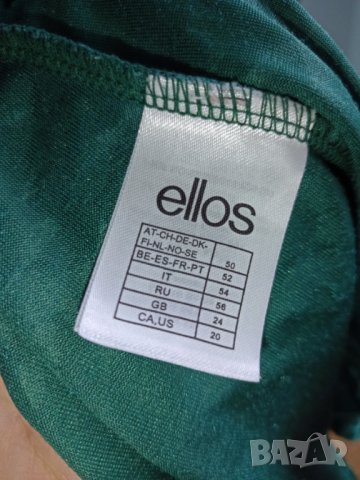 ellos
AT-CH-DE-DK-
FI-NL-NO-SE 50
BE-ES-FR-PT 52
IT 54
RU 56
GB 24
CA,US 20
BAZAR